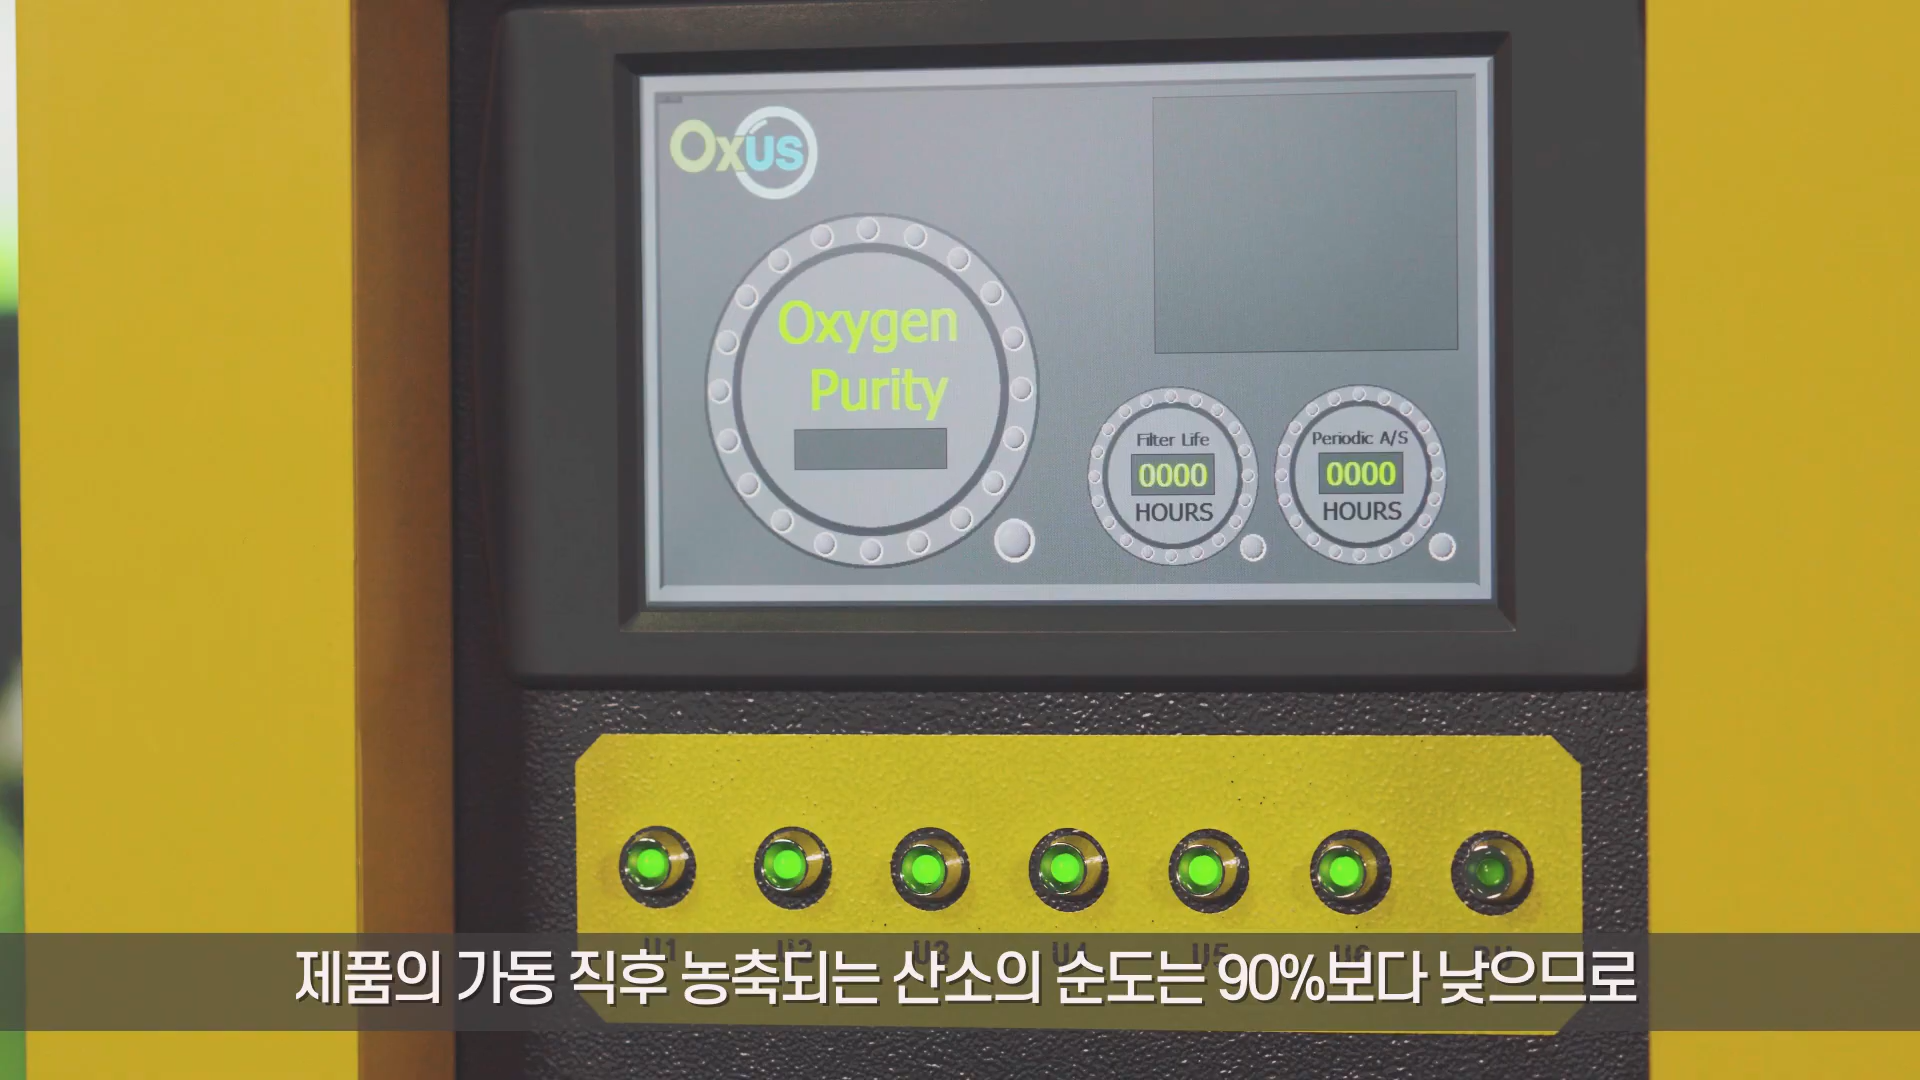 Oxus
Oxygen
Purity
Filter Life
0000
HOURS
Periodic A/S
0000
HOURS
U1 U2 U3 U4 U5 U6
제품의 가동 직후 농축되는 산소의 순도는 90%보다 낮으므로